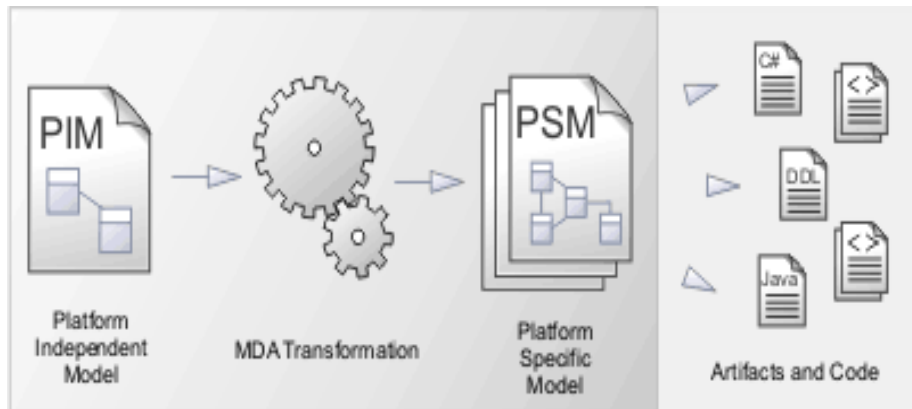 PIM
PSM
C#
<>
DDL
Java
<>
Platform
Independent
Model
MDA Transformation
Platform
Specific
Model
Artifacts and Code